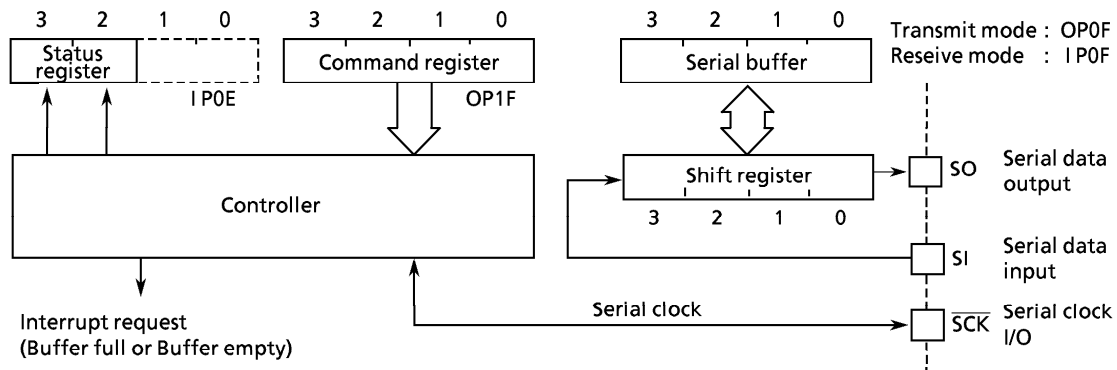 3 2 1 0
Status
register
IP0E
3 2 1 0
Command register
OP1F
3 2 1 0
Serial buffer
Transmit mode : OP0F
Reseive mode : IP0F
Controller
Shift register
3 2 1 0
SO
Serial data
output
SI
Serial data
input
Serial clock
SCK
Serial clock
I/O
Interrupt request
(Buffer full or Buffer empty)